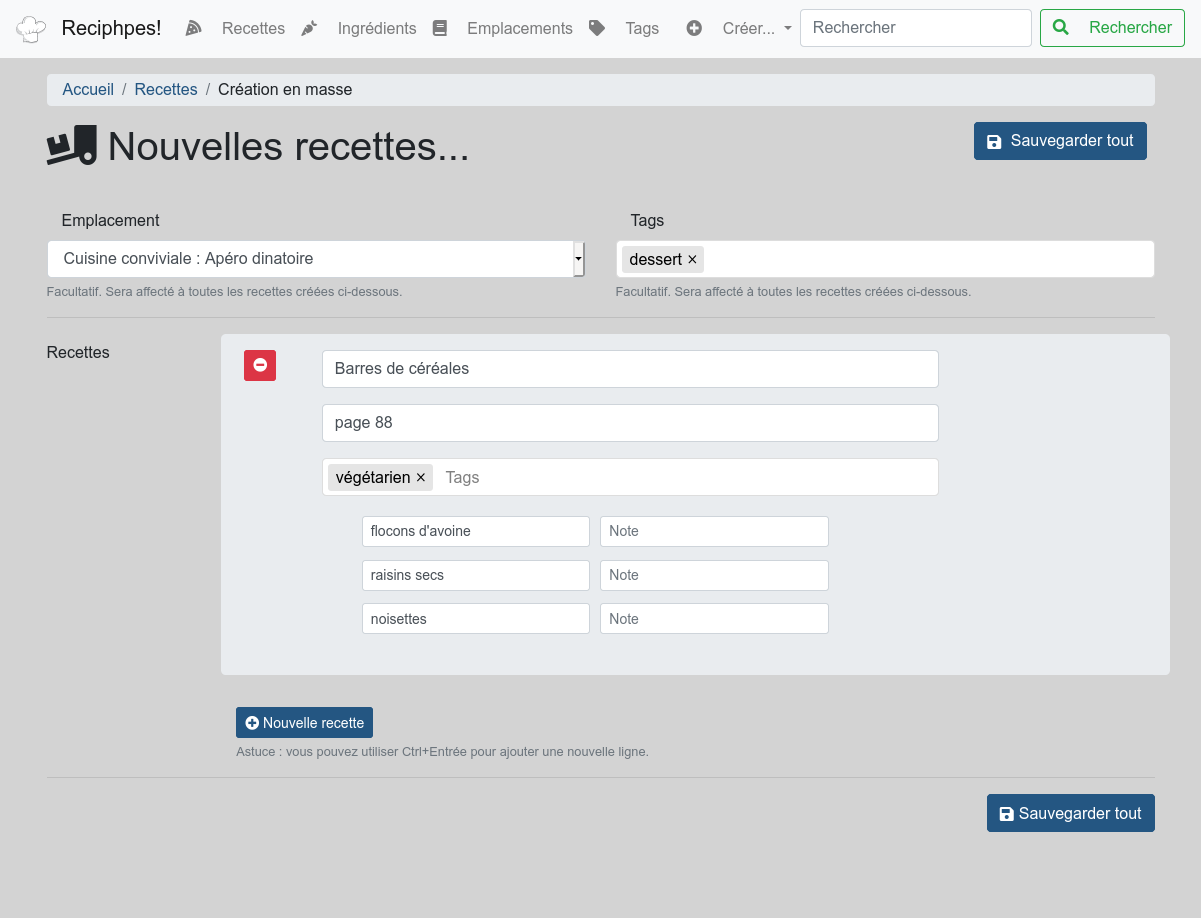 Reciphpes! Recettes Ingrédients Emplacements Tags Créer... Rechercher Rechercher
Accueil / Recettes / Création en masse
Nouvelles recettes... Sauvegarder tout
Emplacement Tags
Cuisine conviviale : Apéro dinatoire dessert ×
Facultatif. Sera affecté à toutes les recettes créées ci-dessous. Facultatif. Sera affecté à toutes les recettes créées ci-dessous.
Recettes Barres de céréales
page 88
végétarien × Tags
flocons d'avoine Note
raisins secs Note
noisettes Note
Nouvelle recette
Astuce : vous pouvez utiliser Ctrl+Entrée pour ajouter une nouvelle ligne.
Sauvegarder tout